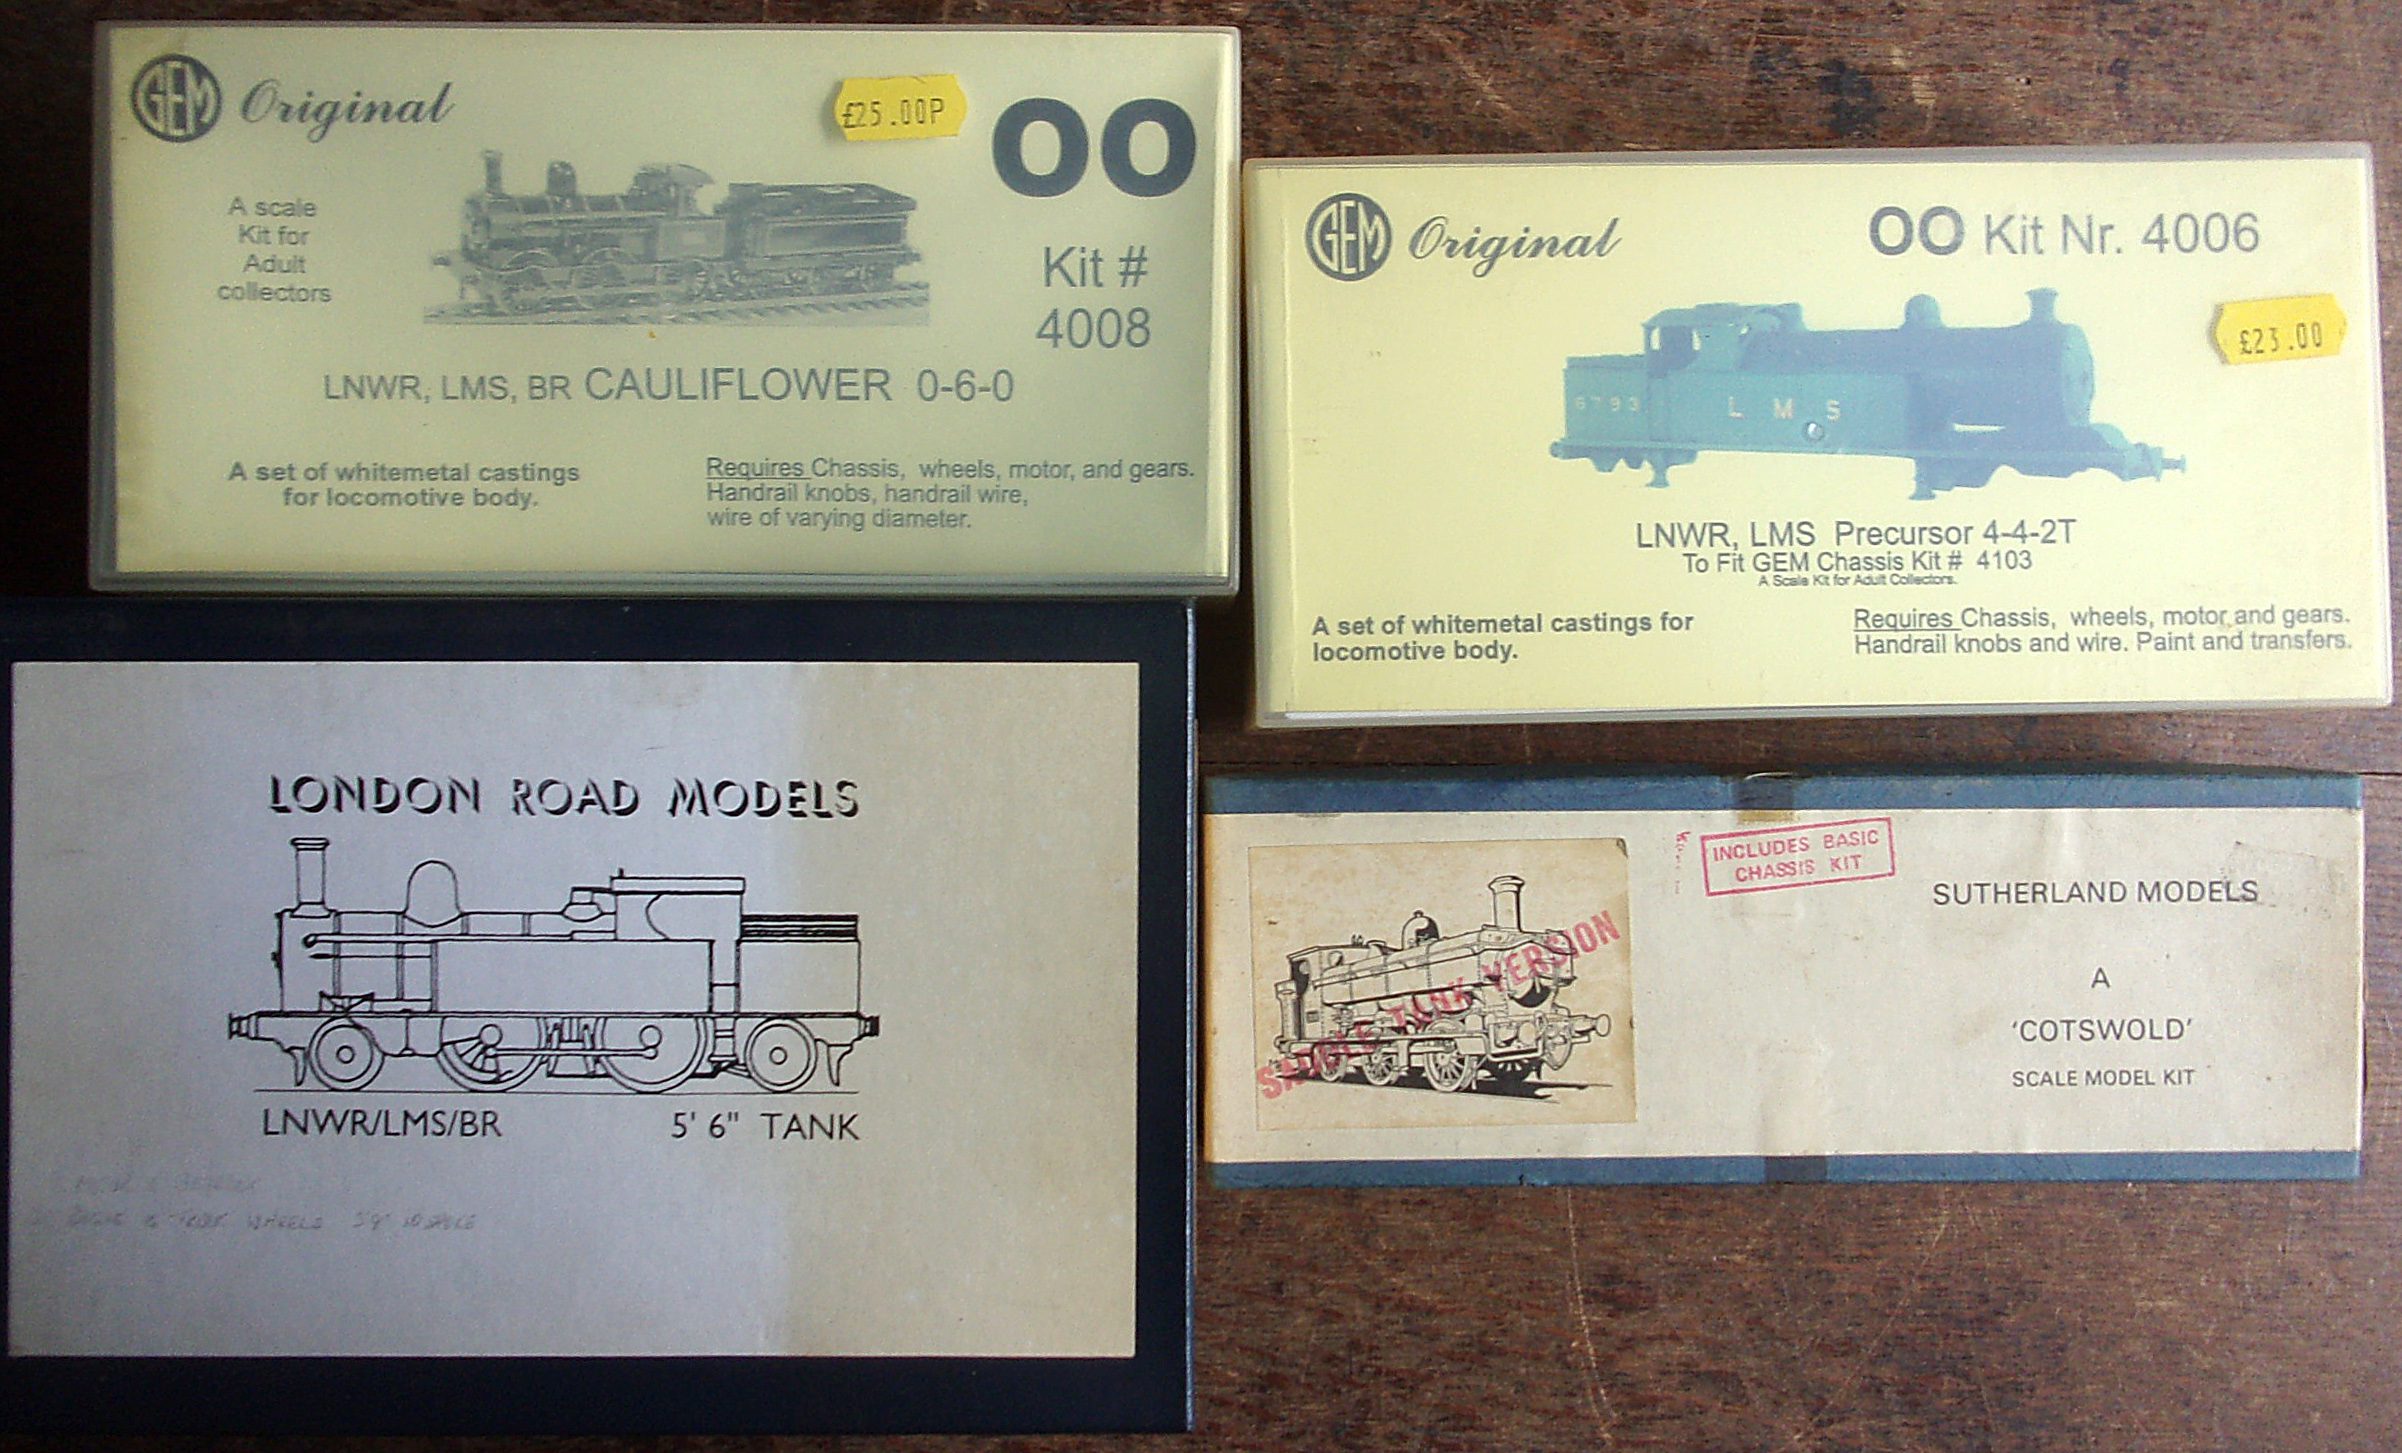 GEM Original
£25.00P
OO
A scale
Kit for
Adult
collectors
Kit #
4008
LNWR, LMS, BR CAULIFLOWER 0-6-0
A set of whitemetal castings
for locomotive body.
Requires Chassis, wheels, motor, and gears.
Handrail knobs, handrail wire,
wire of varying diameter.
GEM Original
OO Kit Nr. 4006
£23.00
6793 L M S
LNWR, LMS Precursor 4-4-2T
To Fit GEM Chassis Kit # 4103
A Scale Kit for Adult Collectors.
A set of whitemetal castings for
locomotive body.
Requires Chassis, wheels, motor and gears.
Handrail knobs and wire. Paint and transfers.
LONDON ROAD MODELS
LNWR/LMS/BR 5' 6" TANK
WHEELS
INCLUDES BASIC
CHASSIS KIT
SADDLE TANK VERSION
SUTHERLAND MODELS
A
'COTSWOLD'
SCALE MODEL KIT